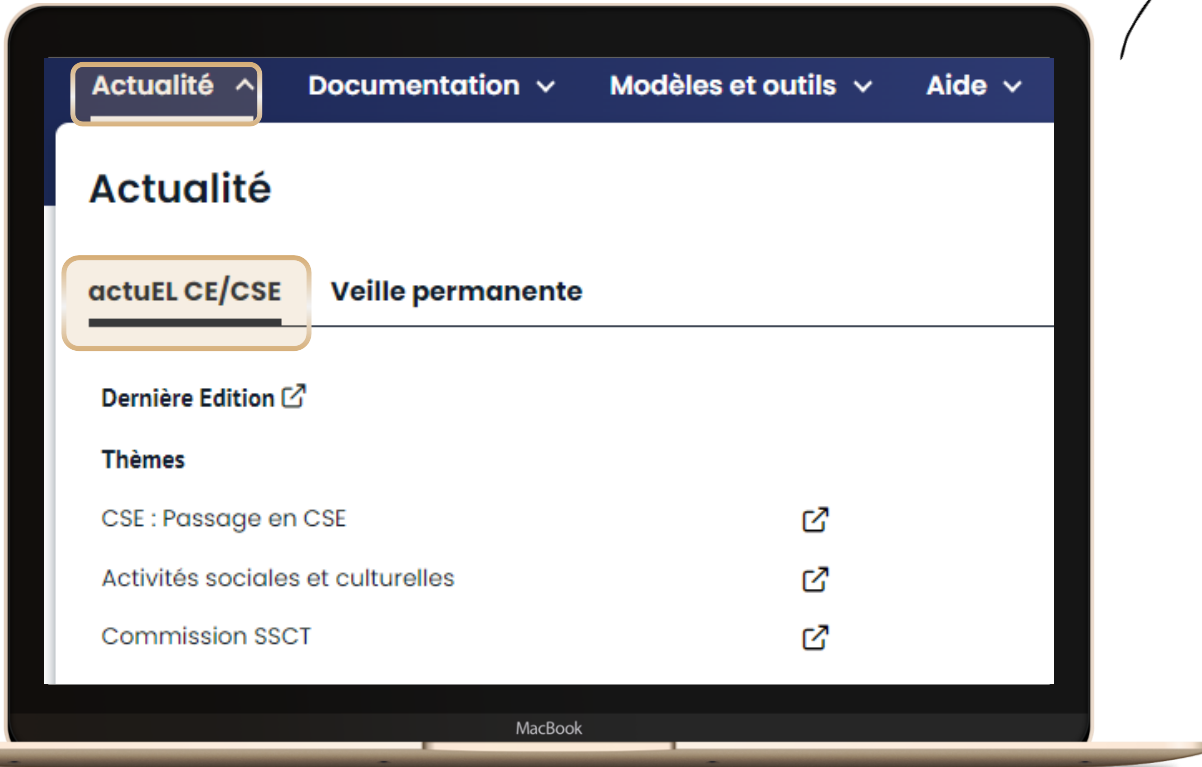 Actualité Documentation Modèles et outils Aide
Actualité
actuEL CE/CSE Veille permanente
Dernière Edition
Thèmes
CSE : Passage en CSE
Activités sociales et culturelles
Commission SSCT
MacBook